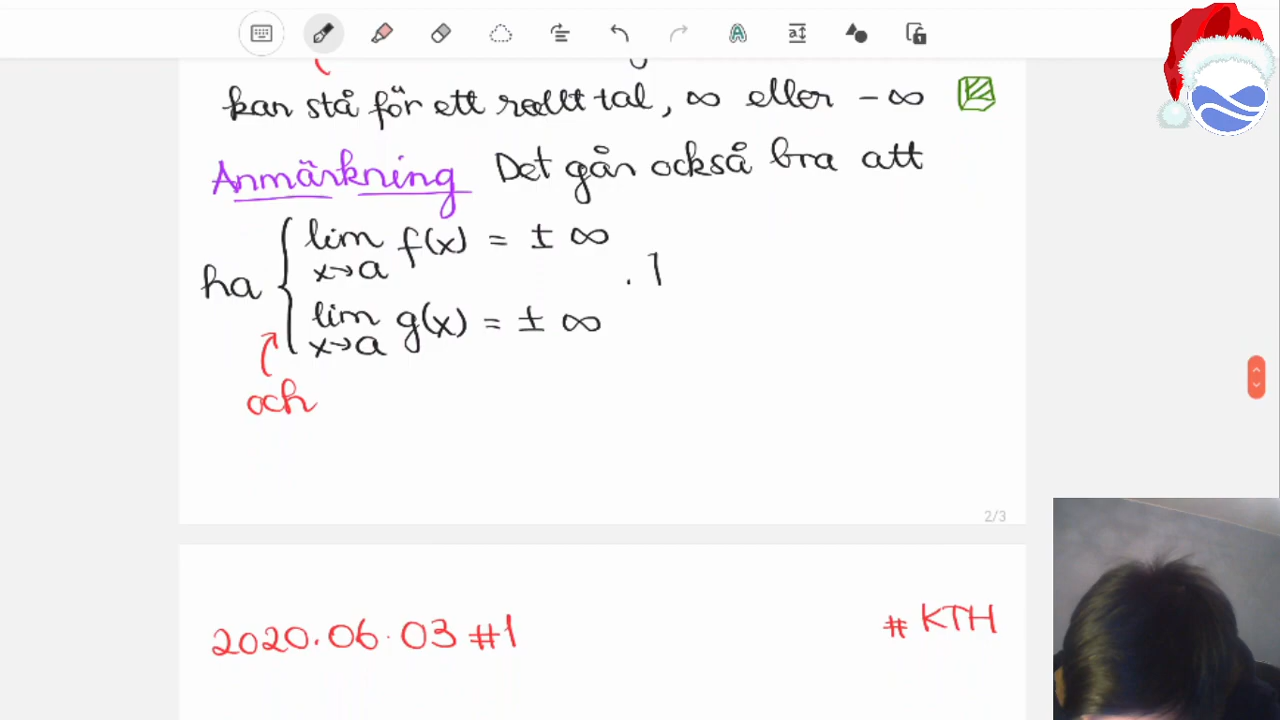 kan stå för ett reellt tal, ∞ eller -∞
Anmärkning Det går också bra att
ha { lim x→a f(x) = ± ∞
lim x→a g(x) = ± ∞ . 1
och
2/3
2020.06.03 #1 # KTH